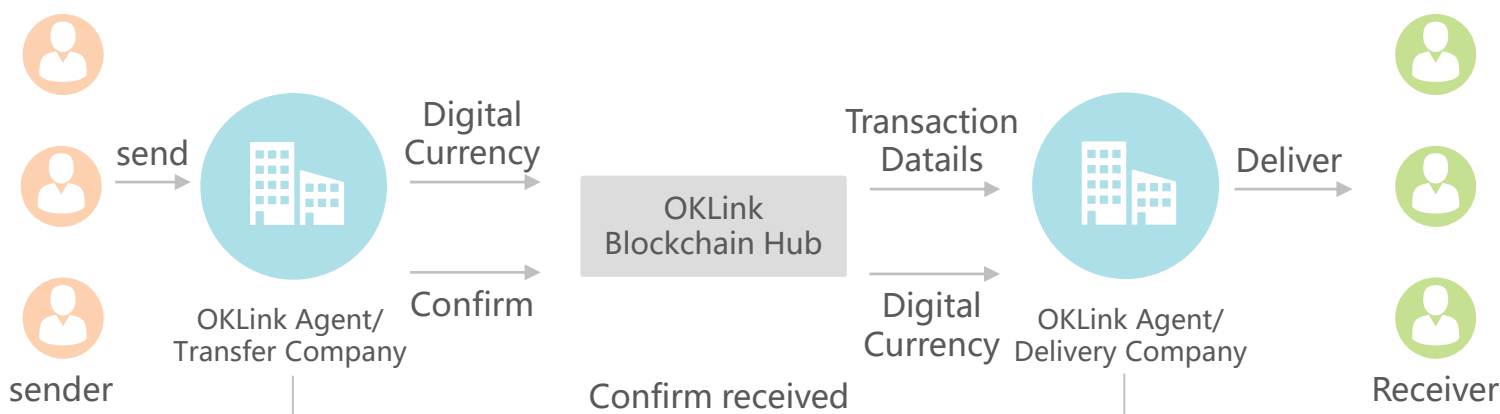 send
Digital
Currency
Transaction
Datails
Deliver
OKLink
Blockchain Hub
Confirm
Digital
Currency
OKLink Agent/
Transfer Company
OKLink Agent/
Delivery Company
sender
Confirm received
Receiver